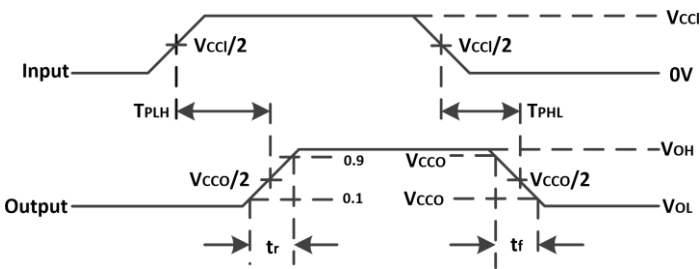 VCCI
VCCI/2
VCCI/2
Input
0V
TPLH
TPHL
VOH
0.9
VCCO
VCCO/2
VCCO/2
0.1
VCCO
Output
VOL
tr
tf